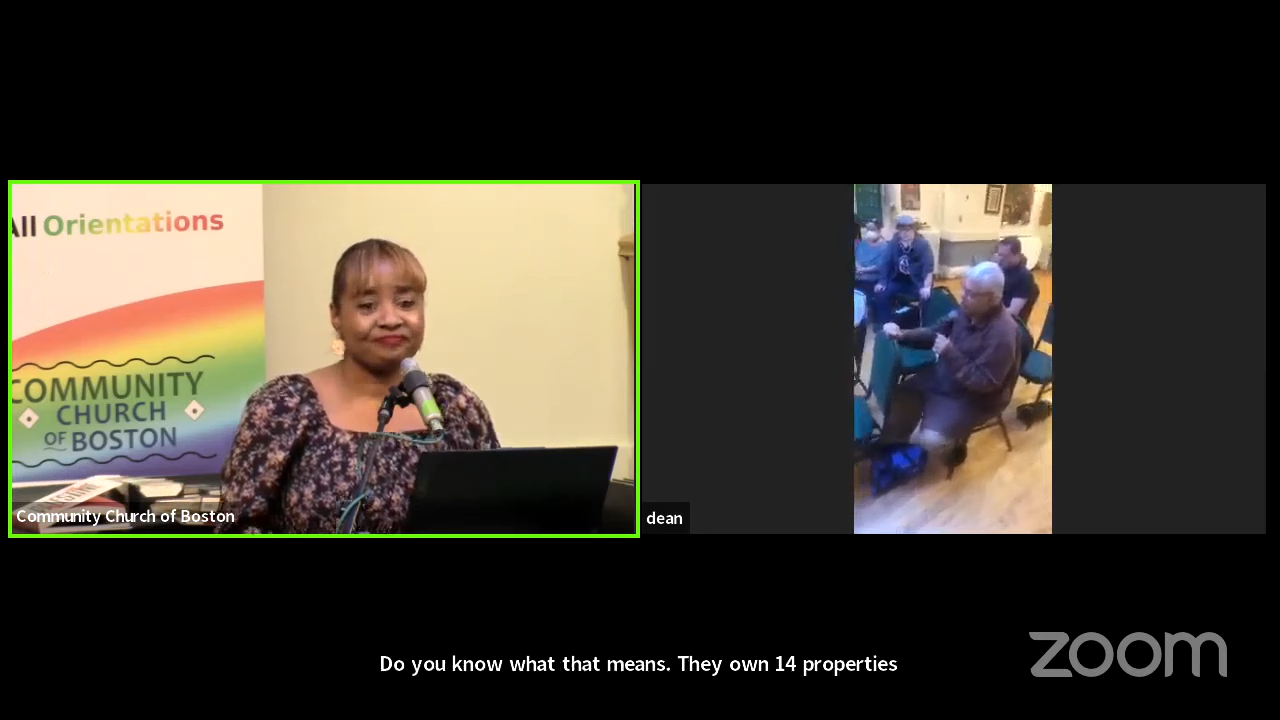 All Orientations
COMMUNITY
CHURCH
OF BOSTON
Community Church of Boston
dean
Do you know what that means. They own 14 properties
zoom